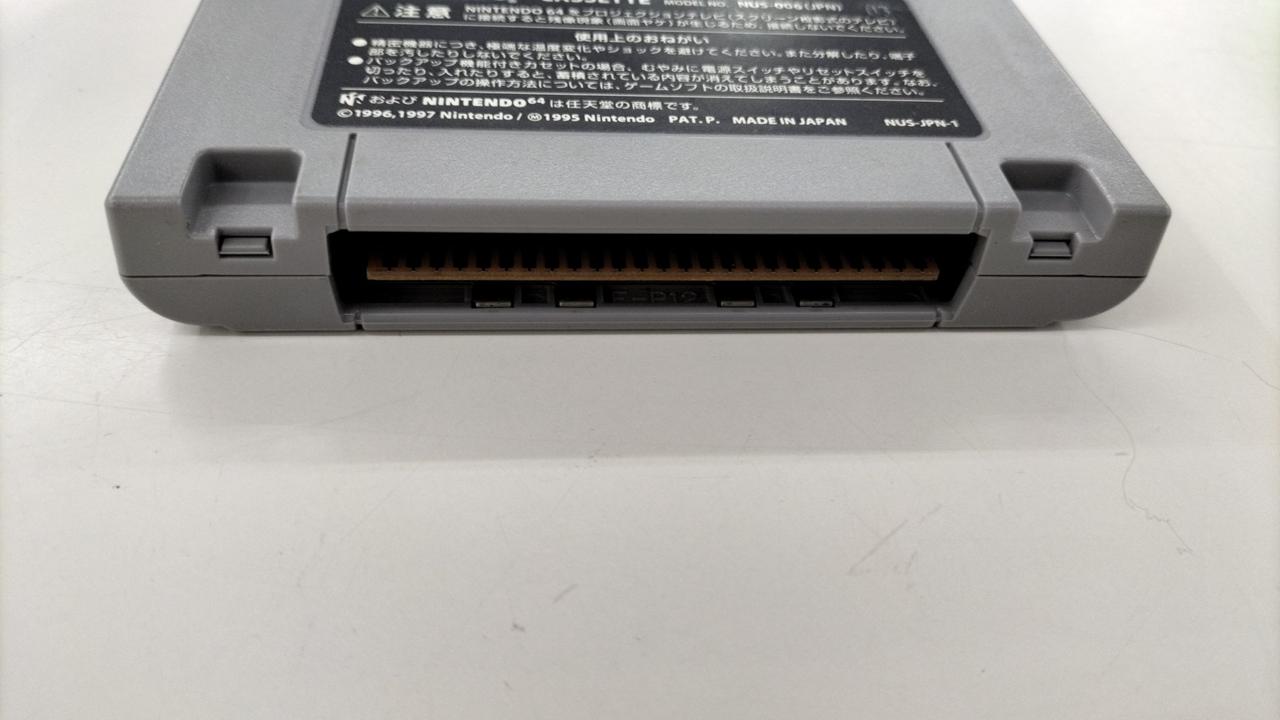 CASSETTE MODEL NO. NUS-006(JPN)
⚠注意 NINTENDO 64をプロジェクションテレビ(スクリーン投影式のテレビ)
に接続すると残像現象(画面ヤケ)が生じるため、接続しないでください。
使用上のおねがい
●精密機器につき、極端な温度変化やショックを避けてください。また分解したり、端子
部を汚したりしないでください。
●バックアップ機能付きカセットの場合、むやみに電源スイッチやリセットスイッチを
切ったり、入れたりすると、蓄積されている内容が消えてしまうことがあります。なお、
バックアップの操作方法については、ゲームソフトの取扱説明書をご参照ください。
および NINTENDO64 は任天堂の商標です。
©1996,1997 Nintendo / Ⓜ1995 Nintendo PAT. P. MADE IN JAPAN NUS-JPN-1